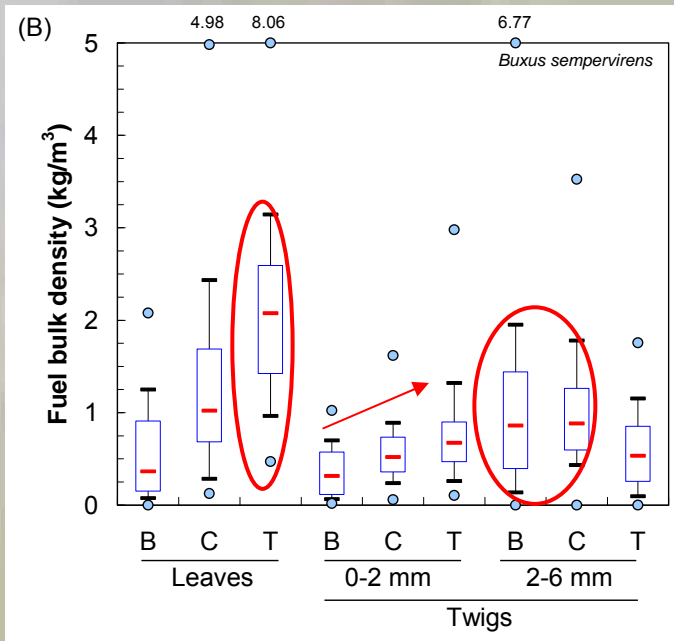 (B)
4.98 8.06 6.77
Buxus sempervirens
Fuel bulk density (kg/m³)
5
4
3
2
1
0
B C T B C T B C T
Leaves 0-2 mm 2-6 mm
Twigs